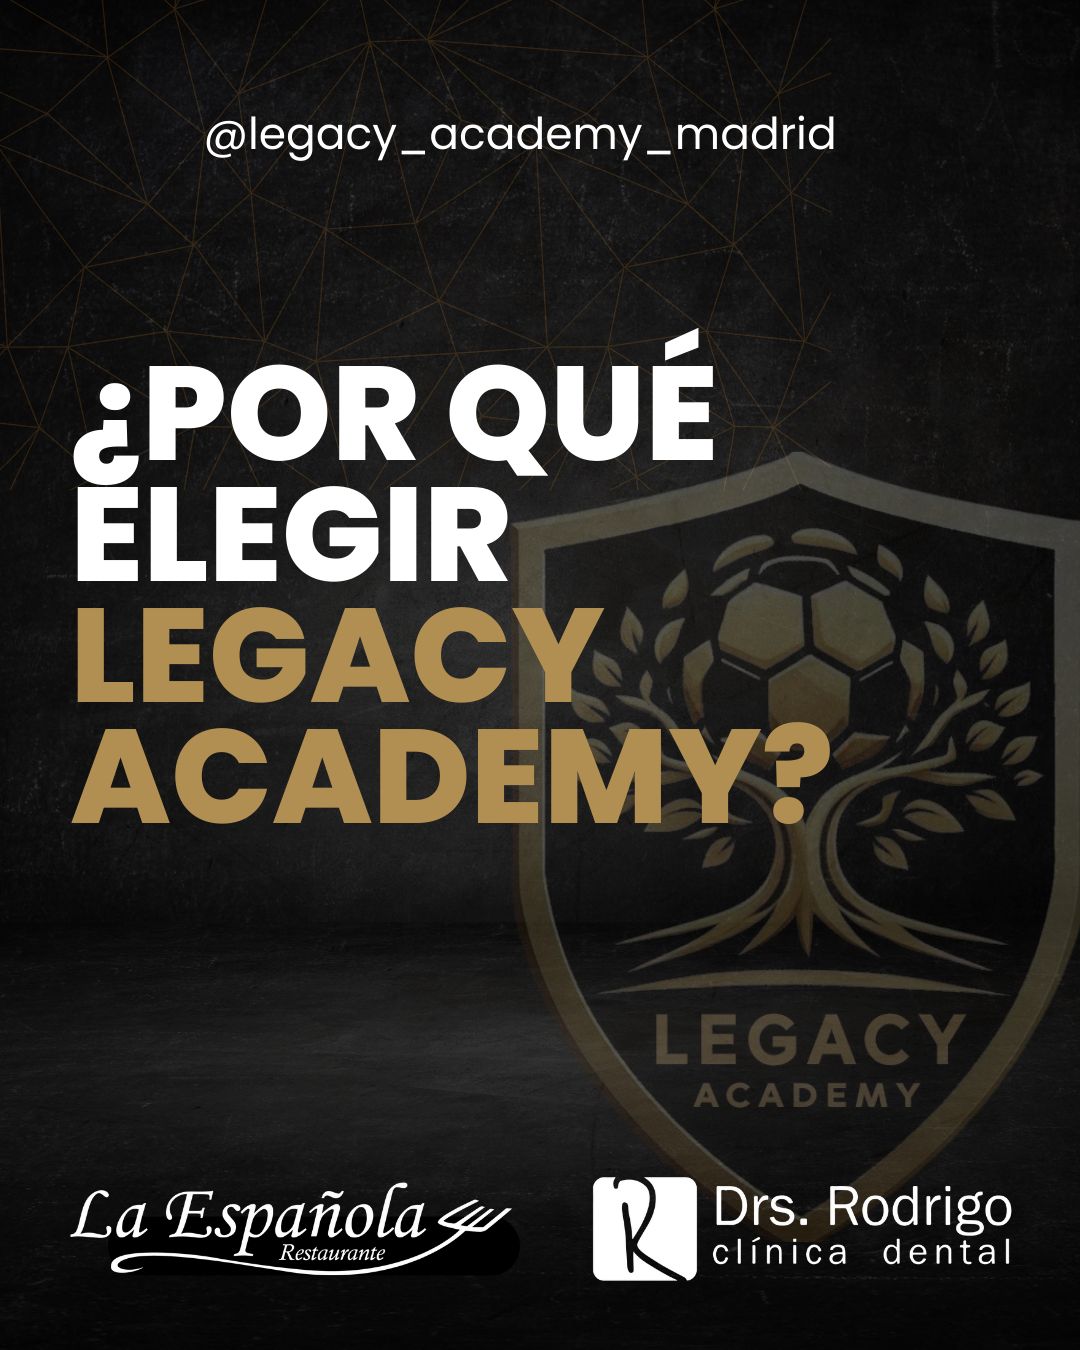 @legacy_academy_madrid
¿POR QUÉ
ELEGIR
LEGACY
ACADEMY?
LEGACY
ACADEMY
La Española
Restaurante
R
Drs. Rodrigo
clínica dental